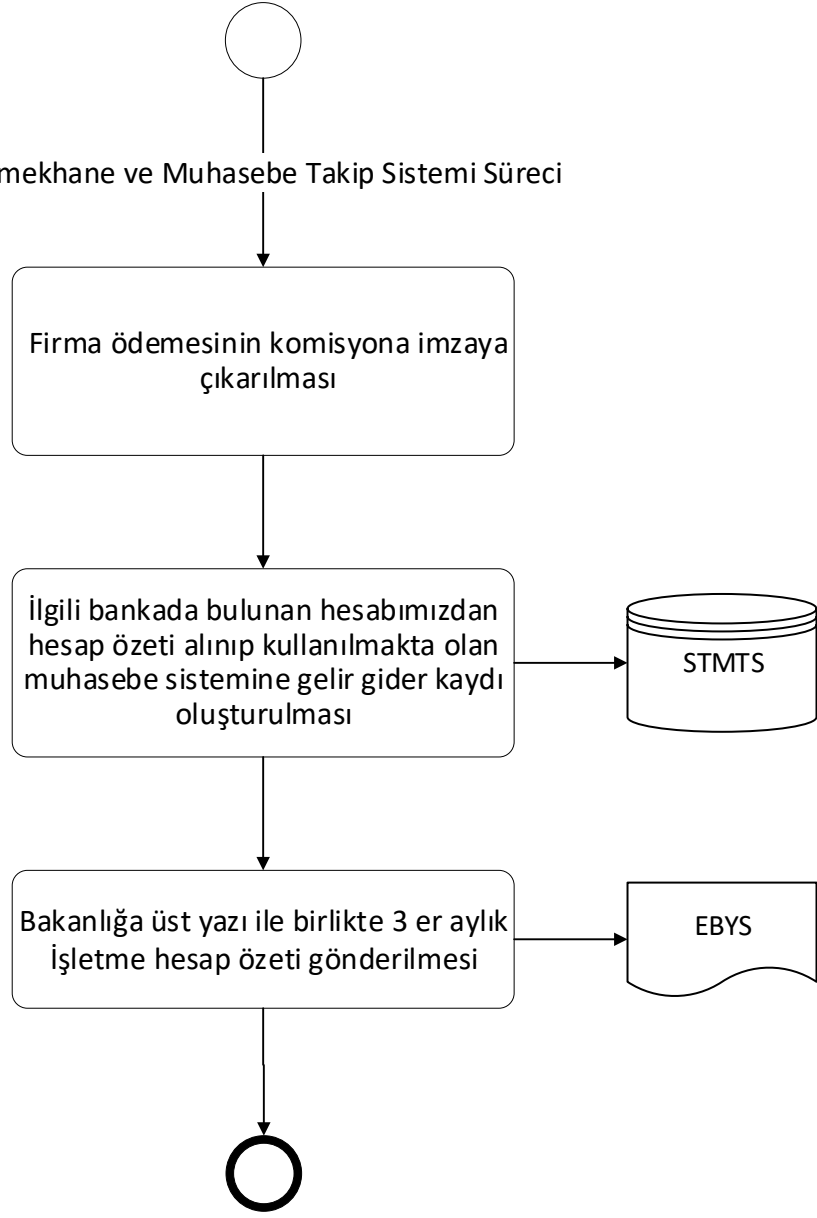 mekhane ve Muhasebe Takip Sistemi Süreci
Firma ödemesinin komisyona imzaya
çıkarılması
İlgili bankada bulunan hesabımızdan
hesap özeti alınıp kullanılmakta olan
muhasebe sistemine gelir gider kaydı
oluşturulması
STMTS
Bakanlığa üst yazı ile birlikte 3 er aylık
İşletme hesap özeti gönderilmesi
EBYS